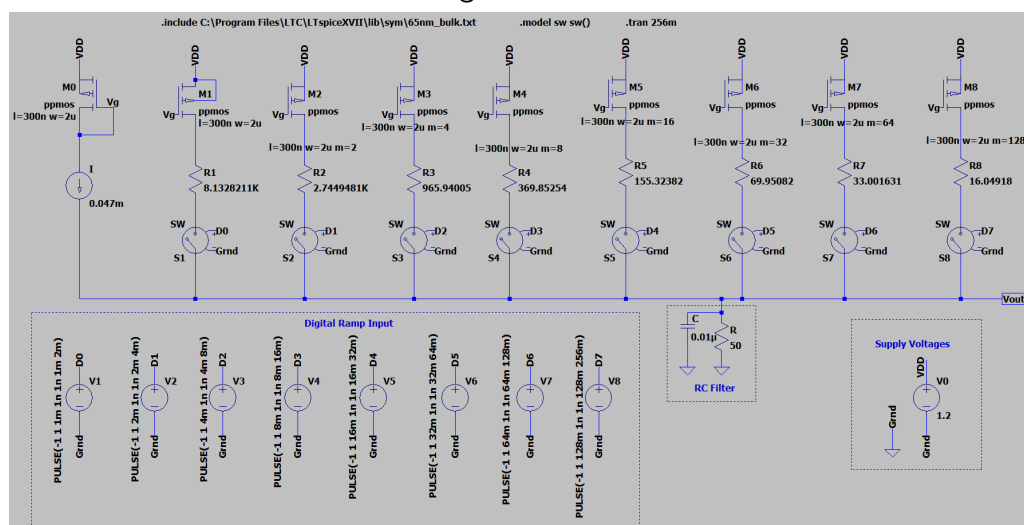 .include C:\Program Files\LTC\LTspiceXVII\lib\sym\65nm_bulk.txt .model sw sw() .tran 256m
VDD VDD VDD VDD VDD VDD VDD VDD VDD
M0 ppmos Vg l=300n w=2u
M1 ppmos Vg l=300n w=2u
M2 ppmos Vg l=300n w=2u m=2
M3 ppmos Vg l=300n w=2u m=4
M4 ppmos Vg l=300n w=2u m=8
M5 ppmos Vg l=300n w=2u m=16
M6 ppmos Vg l=300n w=2u m=32
M7 ppmos Vg l=300n w=2u m=64
M8 ppmos Vg l=300n w=2u m=128
I 0.047m
R1 8.1328211K
R2 2.7449481K
R3 965.94005
R4 369.85254
R5 155.32382
R6 69.95082
R7 33.001631
R8 16.04918
SW D0 Grnd S1
SW D1 Grnd S2
SW D2 Grnd S3
SW D3 Grnd S4
SW D4 Grnd S5
SW D5 Grnd S6
SW D6 Grnd S7
SW D7 Grnd S8
Vout
Digital Ramp Input
PULSE(-1 1 1m 1n 1n 1m 2m) D0 V1 Grnd
PULSE(-1 1 2m 1n 1n 2m 4m) D1 V2 Grnd
PULSE(-1 1 4m 1n 1n 4m 8m) D2 V3 Grnd
PULSE(-1 1 8m 1n 1n 8m 16m) D3 V4 Grnd
PULSE(-1 1 16m 1n 1n 16m 32m) D4 V5 Grnd
PULSE(-1 1 32m 1n 1n 32m 64m) D5 V6 Grnd
PULSE(-1 1 64m 1n 1n 64m 128m) D6 V7 Grnd
PULSE(-1 1 128m 1n 1n 128m 256m) D7 V8 Grnd
C 0.01µ
R 50
RC Filter
Supply Voltages
VDD V0 1.2
Grnd Grnd